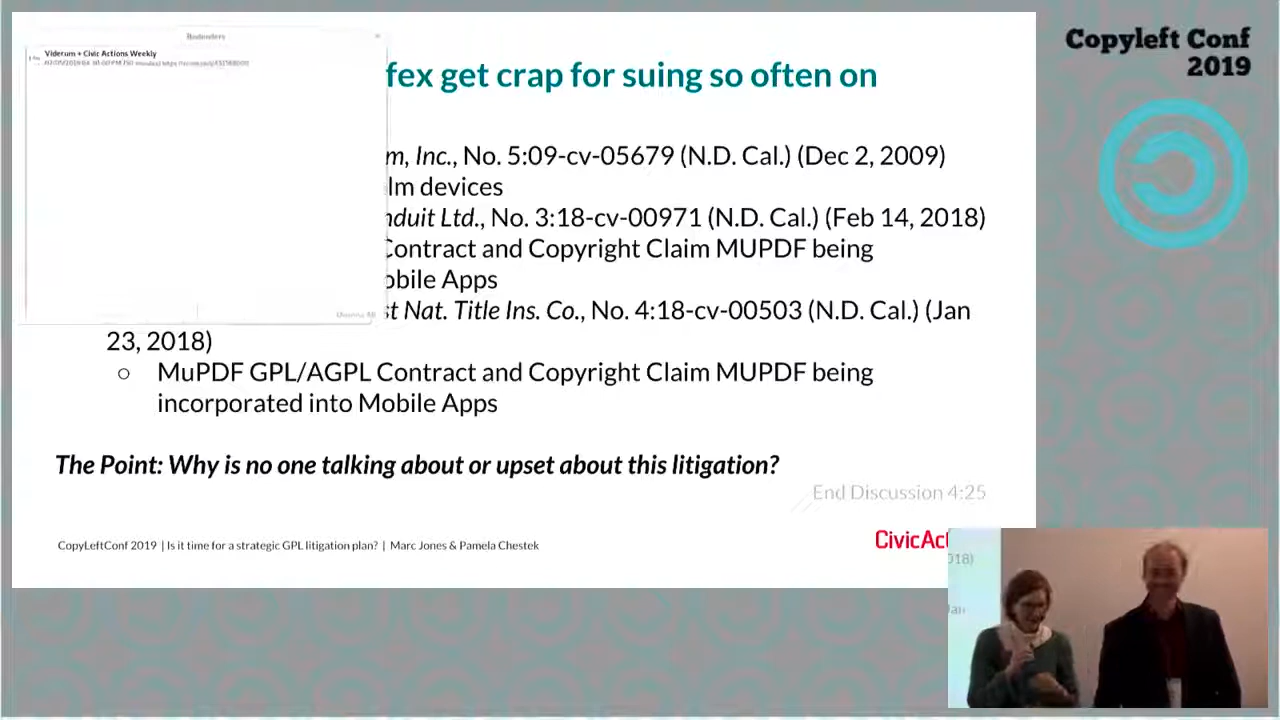 Copyleft Conf
2019
Reminders
Viderum + Civic Actions Weekly
fex get crap for suing so often on
m, Inc., No. 5:09-cv-05679 (N.D. Cal.) (Dec 2, 2009)
lm devices
nduit Ltd., No. 3:18-cv-00971 (N.D. Cal.) (Feb 14, 2018)
Contract and Copyright Claim MUPDF being
obile Apps
st Nat. Title Ins. Co., No. 4:18-cv-00503 (N.D. Cal.) (Jan
23, 2018)
○ MuPDF GPL/AGPL Contract and Copyright Claim MUPDF being
incorporated into Mobile Apps
The Point: Why is no one talking about or upset about this litigation?
End Discussion 4:25
CopyLeftConf 2019 | Is it time for a strategic GPL litigation plan? | Marc Jones & Pamela Chestek
CivicAc
018)
Jan